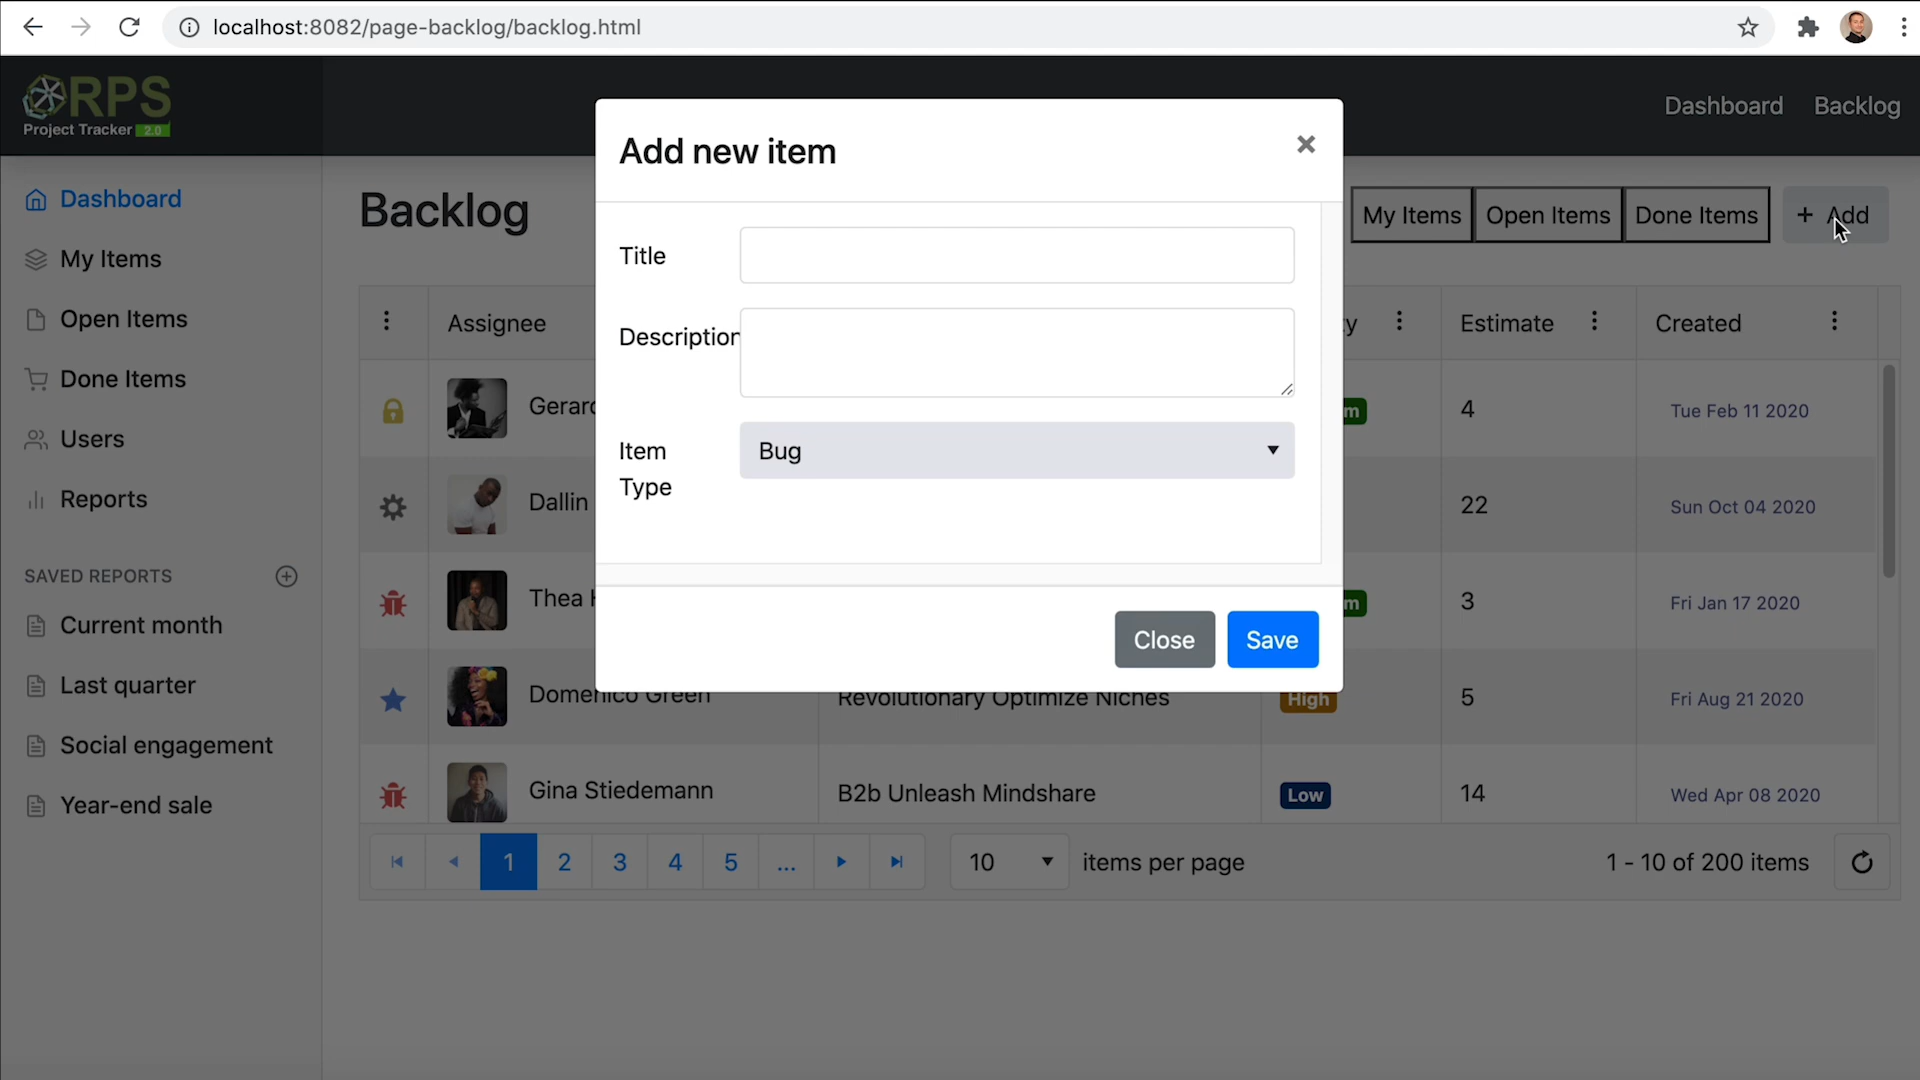 localhost:8082/page-backlog/backlog.html
RPS
Project Tracker 2.0
Dashboard
Backlog
Dashboard
My Items
Open Items
Done Items
Users
Reports
SAVED REPORTS
Current month
Last quarter
Social engagement
Year-end sale
Backlog
My Items
Open Items
Done Items
+ Add
Add new item
×
Title
Description
Item
Type
Bug
Close
Save
Assignee
y
Estimate
Created
Gerard
m
4
Tue Feb 11 2020
Dallin
22
Sun Oct 04 2020
Thea
m
3
Fri Jan 17 2020
Domenico Green
Revolutionary Optimize Niches
High
5
Fri Aug 21 2020
Gina Stiedemann
B2b Unleash Mindshare
Low
14
Wed Apr 08 2020
1 2 3 4 5 ...
10
items per page
1 - 10 of 200 items